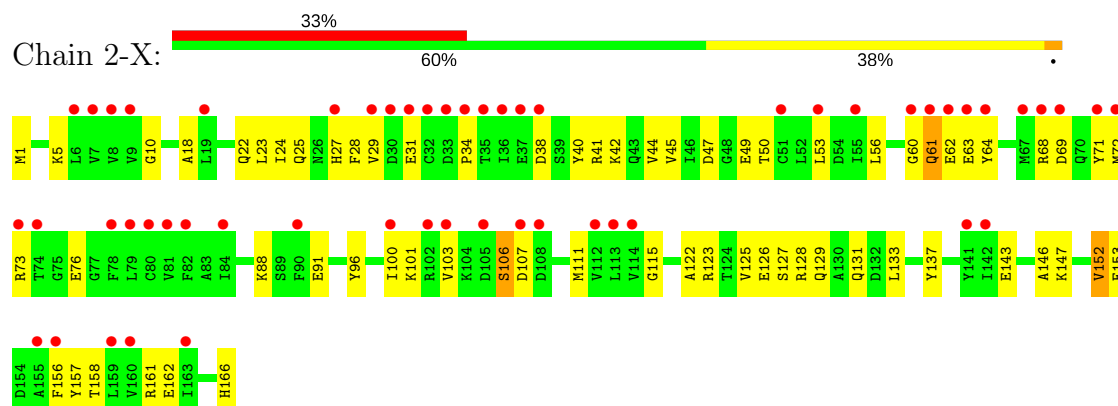 33%
Chain 2-X:
60% 38% •
M1 K5 L6 V7 V8 V9 G10 A18 L19 Q22 L23 I24 Q25 N26 H27 F28 V29 D30 E31 C32 D33 P34 T35 I36 E37 D38 S39 Y40 R41 K42 Q43 V44 V45 I46 D47 G48 E49 T50 C51 L52 L53 D54 I55 L56 G60 Q61 E62 E63 Y64 M67 R68 D69 Q70 Y71 M72
R73 T74 G75 E76 G77 F78 L79 C80 V81 F82 A83 I84 K88 S89 F90 E91 Y96 I100 K101 R102 V103 K104 D105 S106 D107 D108 M111 V112 L113 V114 G115 A122 R123 T124 V125 E126 S127 R128 Q129 A130 Q131 D132 L133 Y137 Y141 I142 E143 A146 K147 V152 E153
D154 A155 F156 Y157 T158 L159 V160 R161 E162 I163 H166